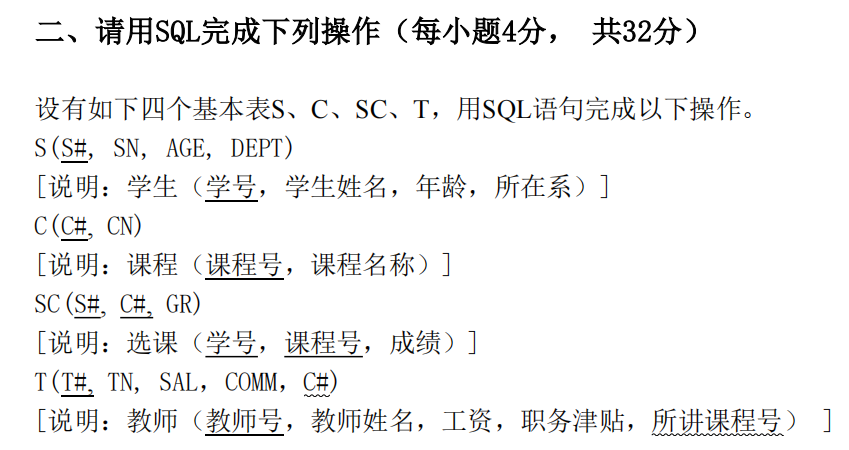 二、请用SQL完成下列操作（每小题4分， 共32分）
设有如下四个基本表S、C、SC、T，用SQL语句完成以下操作。
S(S#, SN, AGE, DEPT)
[说明：学生（学号，学生姓名，年龄，所在系）]
C(C#, CN)
[说明：课程（课程号，课程名称）]
SC(S#, C#, GR)
[说明：选课（学号，课程号，成绩）]
T(T#, TN, SAL，COMM，C#)
[说明：教师（教师号，教师姓名，工资，职务津贴，所讲课程号） ]